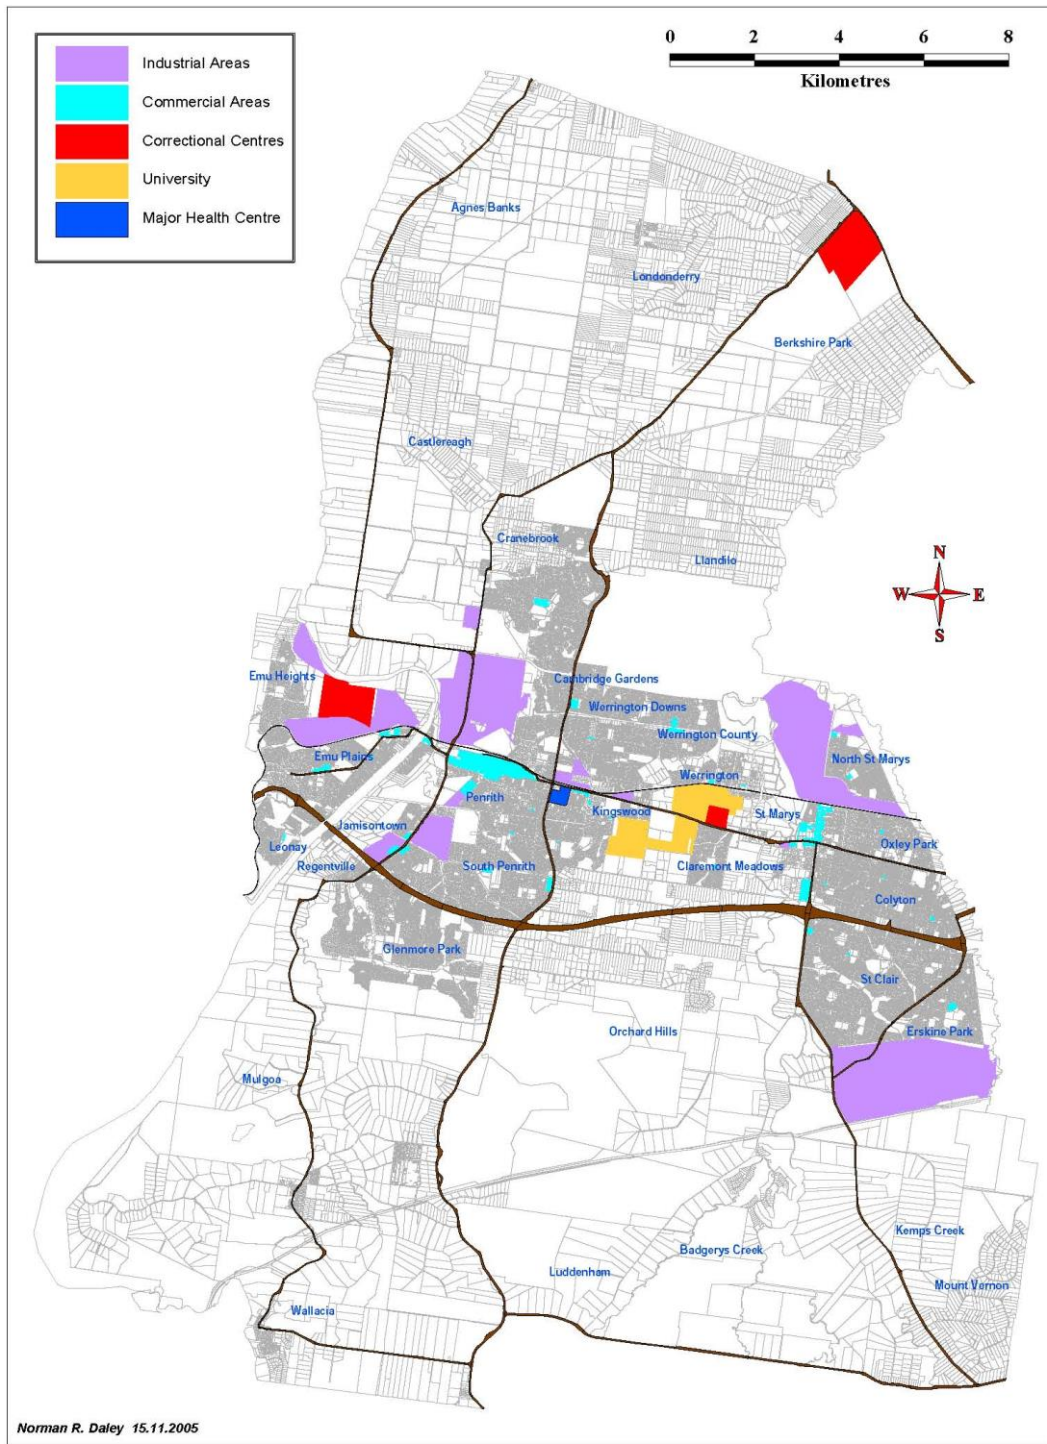 Industrial Areas
Commercial Areas
Correctional Centres
University
Major Health Centre
0 2 4 6 8
Kilometres
Agnes Banks
Londonderry
Berkshire Park
Castlereagh
Cranebrook
Llandilo
N
W E
S
Emu Heights
Cambridge Gardens
Werrington Downs
Werrington County
Emu Plains
North St Marys
Werrington
Penrith
Kingswood
St Marys
Jamisontown
Leonay
Regentville
South Penrith
Claremont Meadows
Oxley Park
Colyton
Glenmore Park
St Clair
Orchard Hills
Erskine Park
Mulgoa
Kemps Creek
Badgerys Creek
Luddenham
Mount Vernon
Wallacia
Norman R. Daley 15.11.2005